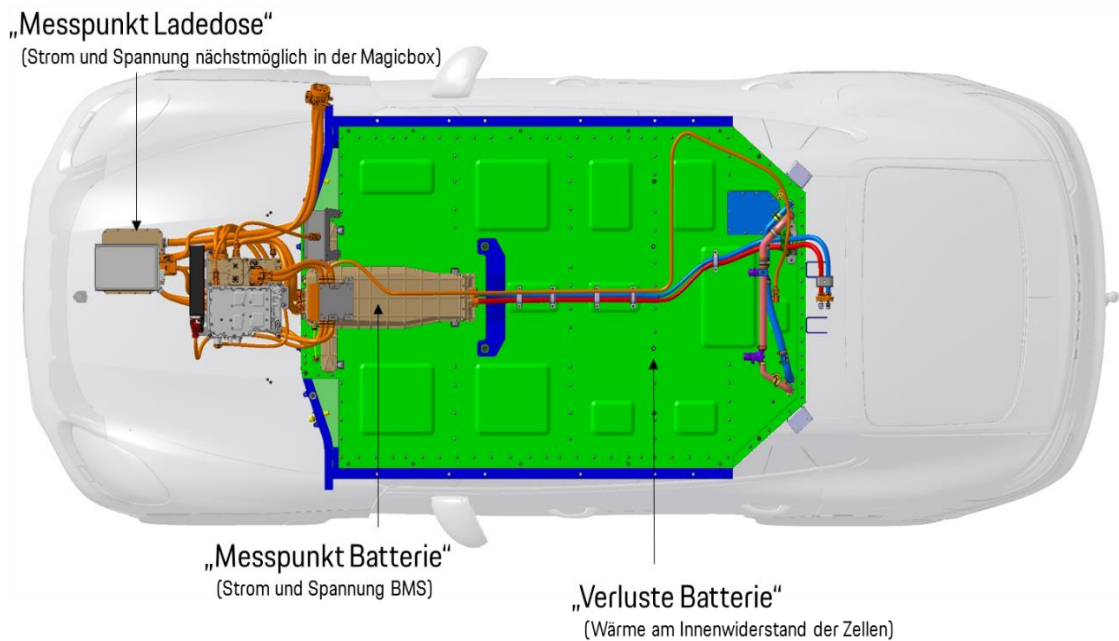 „Messpunkt Ladedose“
(Strom und Spannung nächstmöglich in der Magicbox)
„Messpunkt Batterie“
(Strom und Spannung BMS)
„Verluste Batterie“
(Wärme am Innenwiderstand der Zellen)